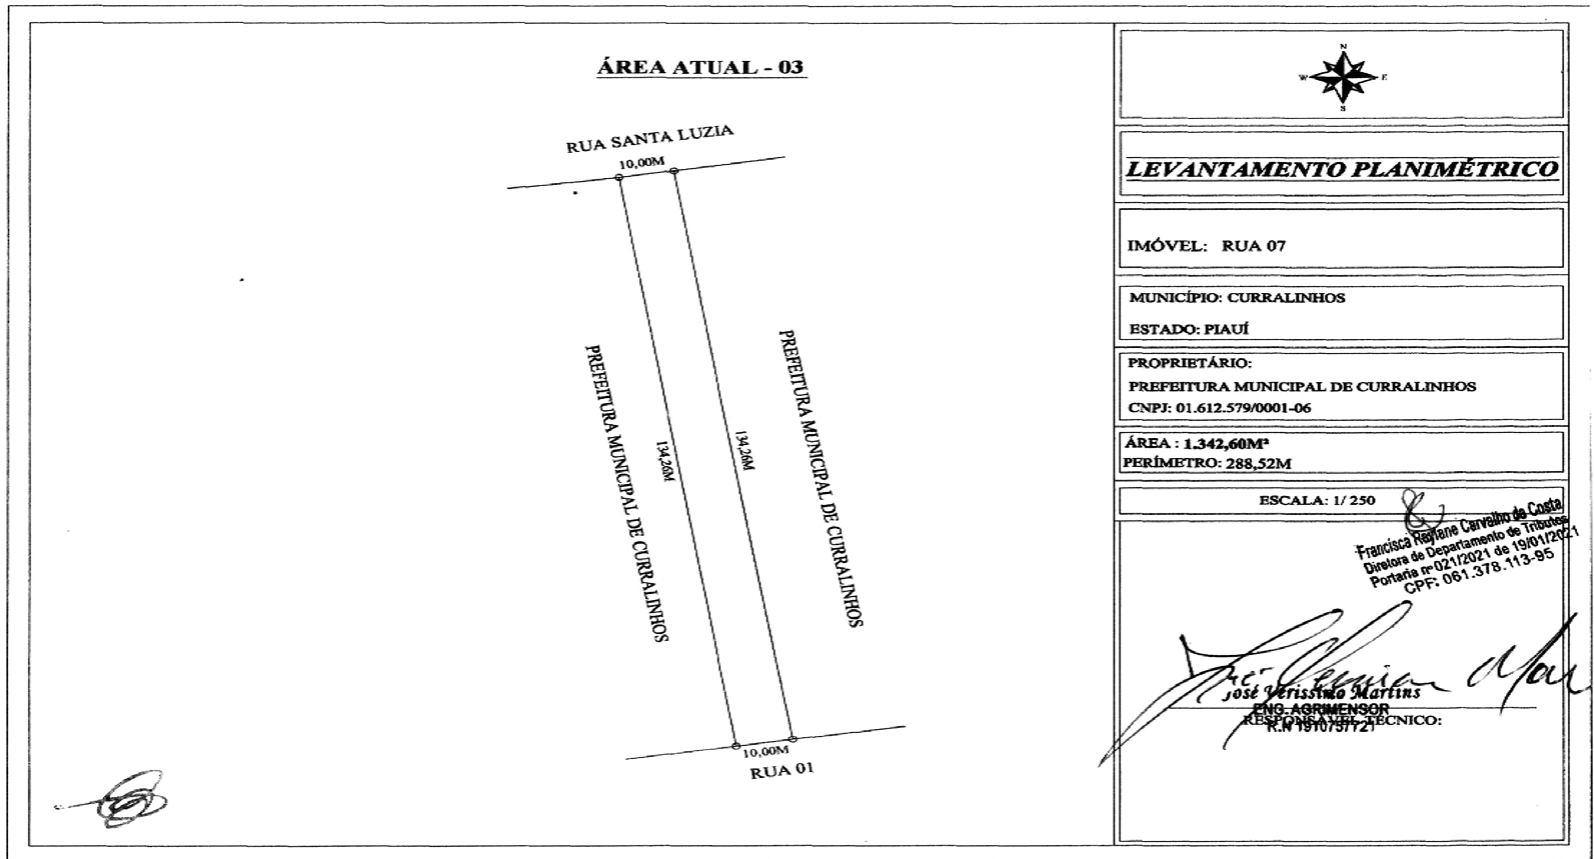 ÁREA ATUAL - 03
RUA SANTA LUZIA
10,00M
PREFEITURA MUNICIPAL DE CURRALINHOS
134,26M
134,26M
PREFEITURA MUNICIPAL DE CURRALINHOS
10,00M
RUA 01
N
W E
S
LEVANTAMENTO PLANIMÉTRICO
IMÓVEL: RUA 07
MUNICÍPIO: CURRALINHOS
ESTADO: PIAUÍ
PROPRIETÁRIO:
PREFEITURA MUNICIPAL DE CURRALINHOS
CNPJ: 01.612.579/0001-06
ÁREA : 1.342,60M²
PERÍMETRO: 288,52M
ESCALA: 1/ 250
Francisca Raylane Carvalho da Costa
Diretora de Departamento de Tributos
Portaria nº 021/2021 de 19/01/2021
CPF: 061.378.113-95
José Veríssimo Martins
ENG. AGRIMENSOR
RESPONSÁVEL TÉCNICO:
R.N 1910737721